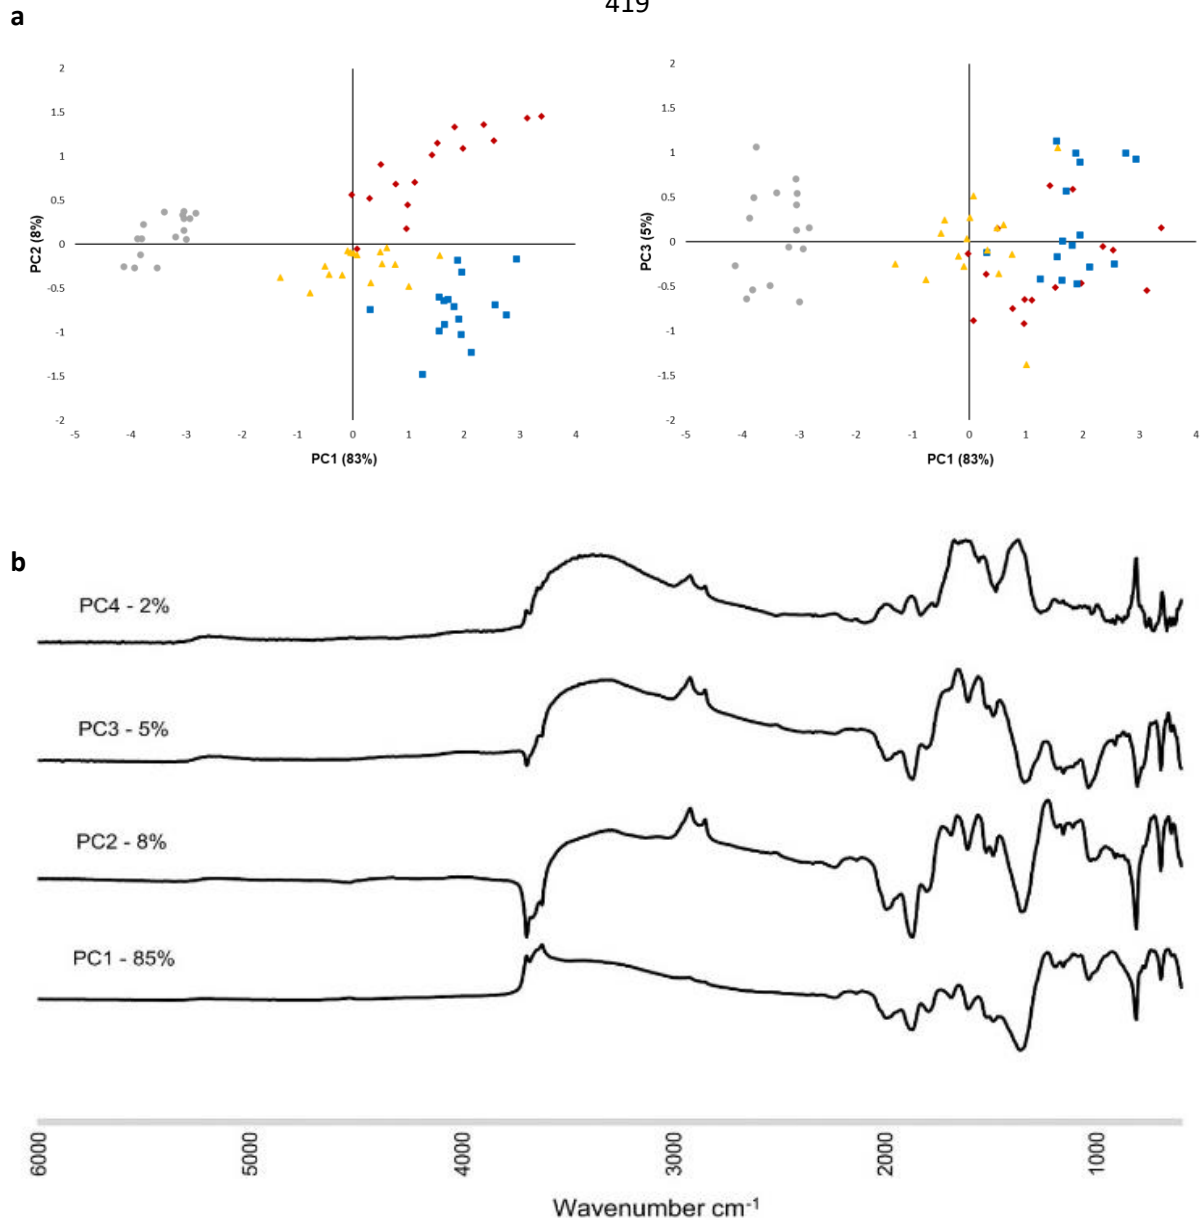 419
a
2
1.5
1
0.5
0
-0.5
-1
-1.5
-2
-5 -4 -3 -2 -1 0 1 2 3 4
PC2 (8%)
PC1 (83%)
2
1.5
1
0.5
0
-0.5
-1
-1.5
-2
-5 -4 -3 -2 -1 0 1 2 3 4
PC3 (5%)
PC1 (83%)
b
PC4 - 2%
PC3 - 5%
PC2 - 8%
PC1 - 85%
6000 5000 4000 3000 2000 1000
Wavenumber cm⁻¹